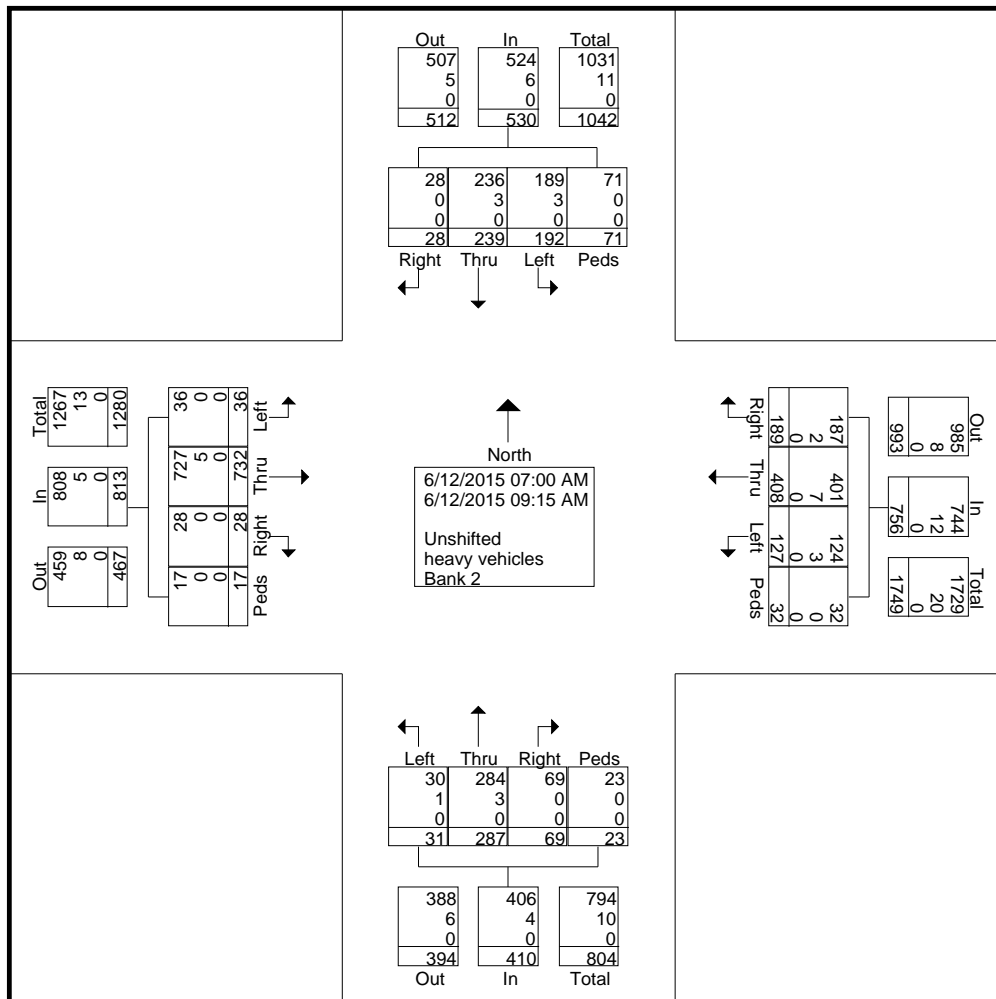 Out In Total
507 524 1031
5 6 11
0 0 0
512 530 1042
28 236 189 71
0 3 3 0
0 0 0 0
28 239 192 71
Right Thru Left Peds
Total
1267
13
0
1280
In
808
5
0
813
Out
459
8
0
467
36
0
0
36
Left
727
5
0
732
Thru
28
0
0
28
Right
17
0
0
17
Peds
North
6/12/2015 07:00 AM
6/12/2015 09:15 AM
Unshifted
heavy vehicles
Bank 2
Right
187
2
0
189
Thru
401
7
0
408
Left
124
3
0
127
Peds
32
0
0
32
Out
985
8
0
993
In
744
12
0
756
Total
1729
20
0
1749
Left Thru Right Peds
30 284 69 23
1 3 0 0
0 0 0 0
31 287 69 23
388 406 794
6 4 10
0 0 0
394 410 804
Out In Total